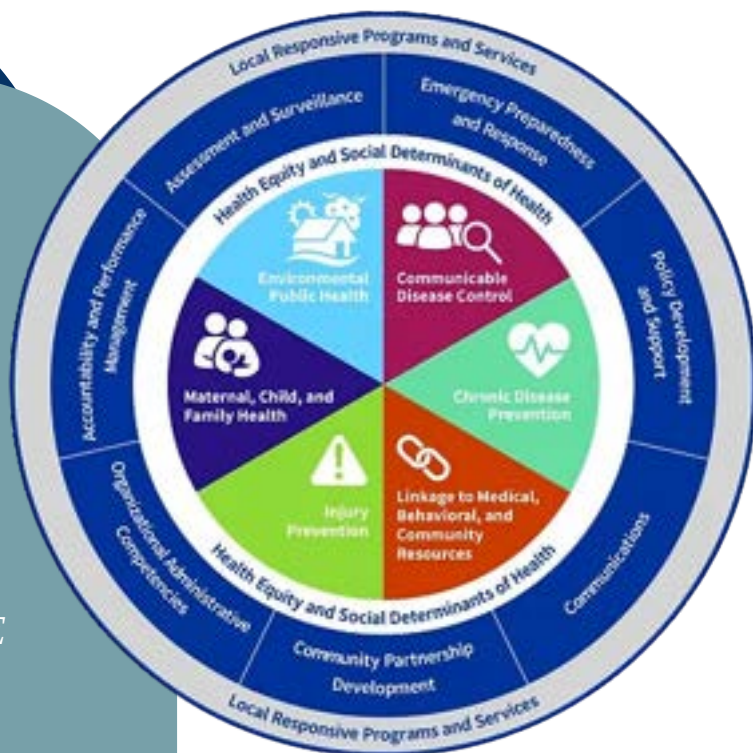 Local Responsive Programs and Services
Assessment and Surveillance
Emergency Preparedness
and Response
Accountability and Performance
Management
Policy Development
and Support
Health Equity and Social Determinants of Health
Environmental
Public Health
Communicable
Disease Control
Maternal, Child, and
Family Health
Chronic Disease
Prevention
Injury
Prevention
Linkage to Medical,
Behavioral, and
Community
Resources
Health Equity and Social Determinants of Health
Organizational Administrative
Competencies
Communications
Community Partnership
Development
Local Responsive Programs and Services
E